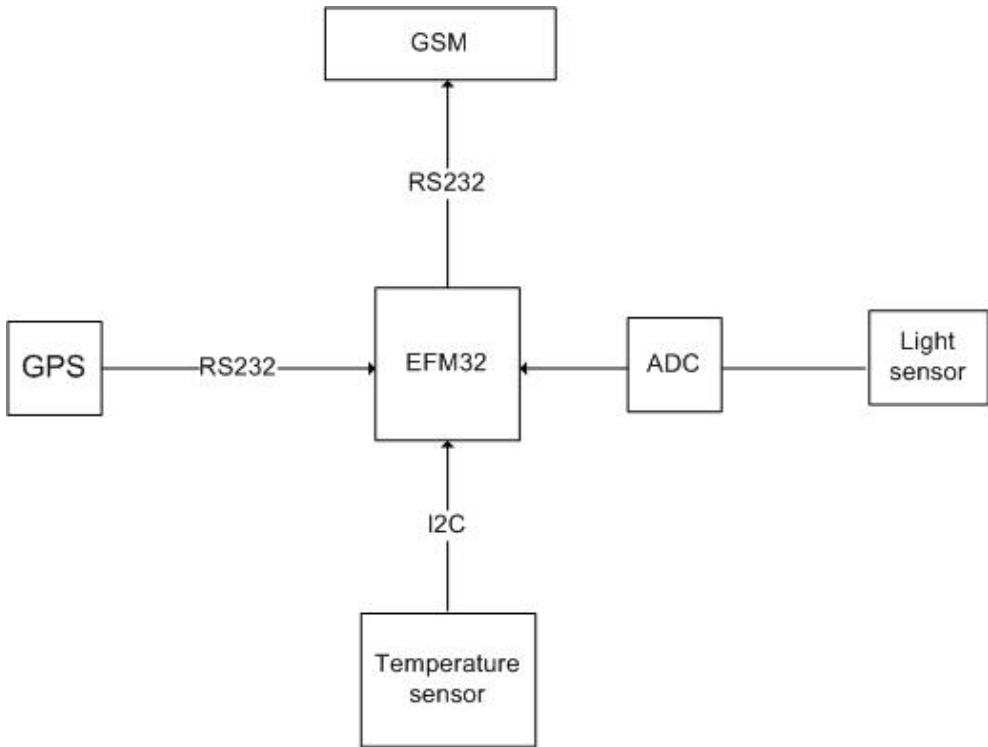 GSM
RS232
GPS
RS232
EFM32
ADC
Light
sensor
I2C
Temperature
sensor